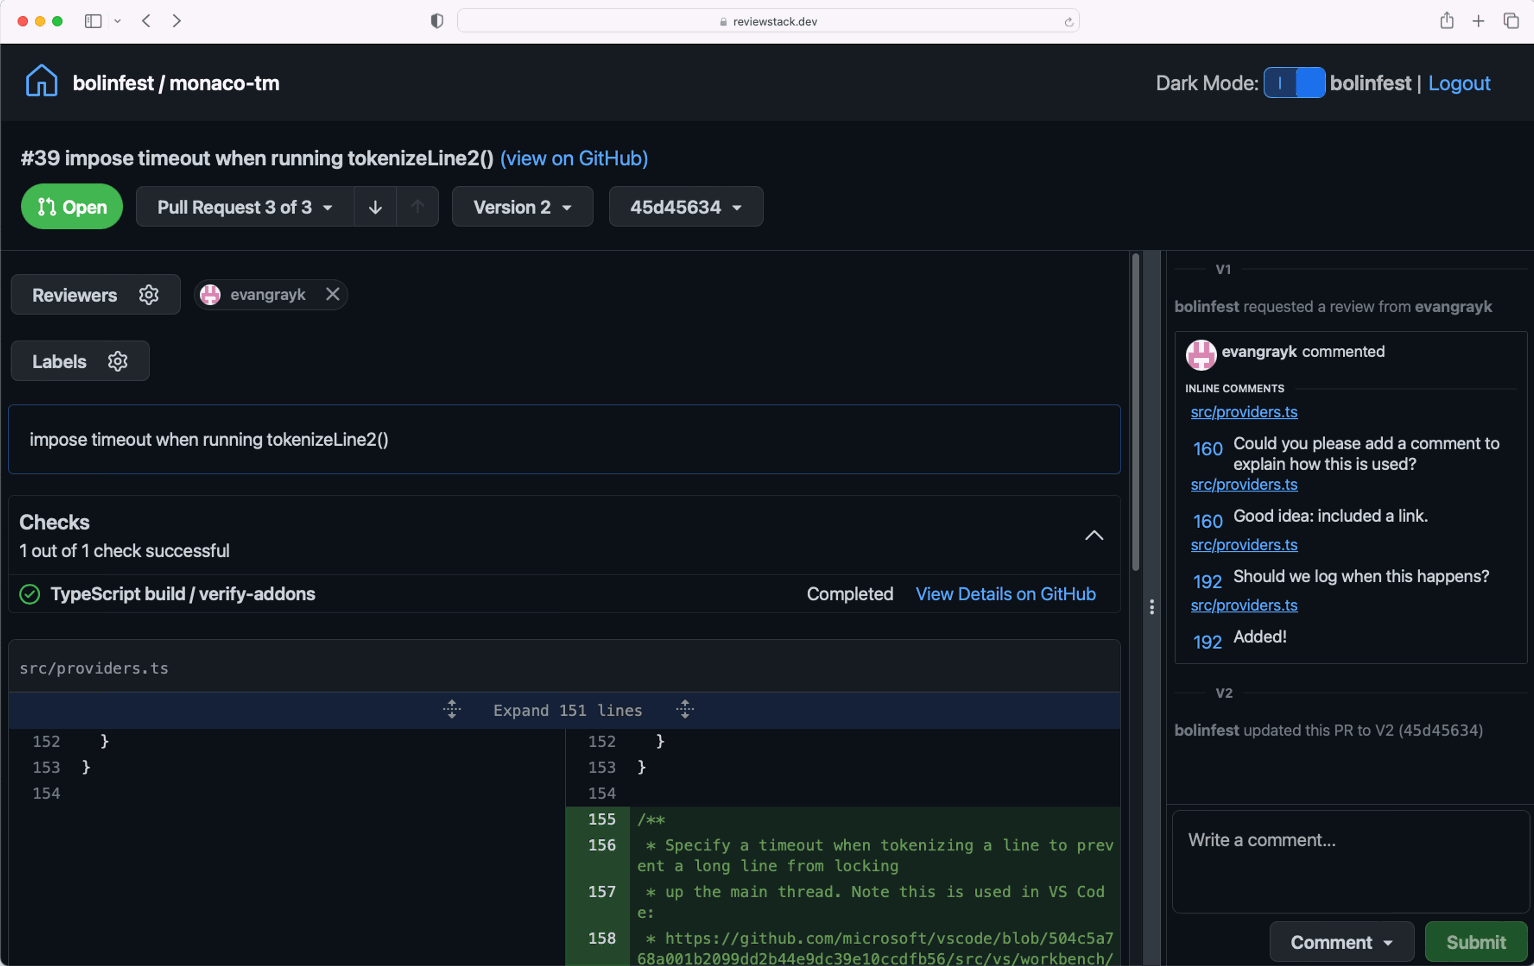 reviewstack.dev
bolinfest / monaco-tm
Dark Mode: bolinfest | Logout
#39 impose timeout when running tokenizeLine2() (view on GitHub)
Open
Pull Request 3 of 3
Version 2
45d45634
Reviewers
evangrayk
Labels
impose timeout when running tokenizeLine2()
Checks
1 out of 1 check successful
TypeScript build / verify-addons
Completed
View Details on GitHub
src/providers.ts
Expand 151 lines
152 } 152 }
153 } 153 }
154 154
155 /**
156 * Specify a timeout when tokenizing a line to prev
ent a long line from locking
157 * up the main thread. Note this is used in VS Cod
e:
158 * https://github.com/microsoft/vscode/blob/504c5a7
68a001b2099dd2b44e9dc39e10ccdfb56/src/vs/workbench/
V1
bolinfest requested a review from evangrayk
evangrayk commented
INLINE COMMENTS
src/providers.ts
160 Could you please add a comment to
explain how this is used?
src/providers.ts
160 Good idea: included a link.
src/providers.ts
192 Should we log when this happens?
src/providers.ts
192 Added!
V2
bolinfest updated this PR to V2 (45d45634)
Write a comment...
Comment
Submit